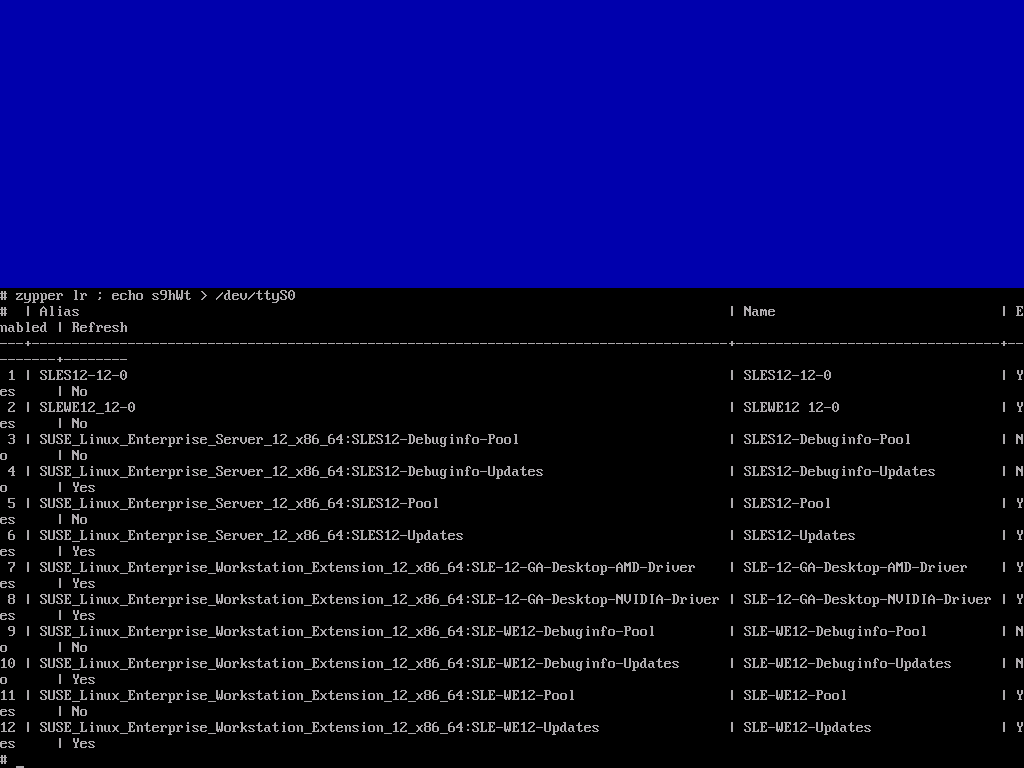 # zypper lr ; echo s9hWt > /dev/ttyS0
#  | Alias                                                                                  | Name                           | E
nabled | Refresh
---+---------------------------------------------------------------------------------------+---------------------------------+--
-------+--------
 1 | SLES12-12-0                                                                           | SLES12-12-0                     | Y
es     | No
 2 | SLEWE12_12-0                                                                          | SLEWE12 12-0                    | Y
es     | No
 3 | SUSE_Linux_Enterprise_Server_12_x86_64:SLES12-Debuginfo-Pool                          | SLES12-Debuginfo-Pool           | N
o      | No
 4 | SUSE_Linux_Enterprise_Server_12_x86_64:SLES12-Debuginfo-Updates                       | SLES12-Debuginfo-Updates        | N
o      | Yes
 5 | SUSE_Linux_Enterprise_Server_12_x86_64:SLES12-Pool                                    | SLES12-Pool                     | Y
es     | No
 6 | SUSE_Linux_Enterprise_Server_12_x86_64:SLES12-Updates                                 | SLES12-Updates                  | Y
es     | Yes
 7 | SUSE_Linux_Enterprise_Workstation_Extension_12_x86_64:SLE-12-GA-Desktop-AMD-Driver    | SLE-12-GA-Desktop-AMD-Driver    | Y
es     | Yes
 8 | SUSE_Linux_Enterprise_Workstation_Extension_12_x86_64:SLE-12-GA-Desktop-NVIDIA-Driver | SLE-12-GA-Desktop-NVIDIA-Driver | Y
es     | Yes
 9 | SUSE_Linux_Enterprise_Workstation_Extension_12_x86_64:SLE-WE12-Debuginfo-Pool         | SLE-WE12-Debuginfo-Pool         | N
o      | No
10 | SUSE_Linux_Enterprise_Workstation_Extension_12_x86_64:SLE-WE12-Debuginfo-Updates      | SLE-WE12-Debuginfo-Updates      | N
o      | Yes
11 | SUSE_Linux_Enterprise_Workstation_Extension_12_x86_64:SLE-WE12-Pool                   | SLE-WE12-Pool                   | Y
es     | No
12 | SUSE_Linux_Enterprise_Workstation_Extension_12_x86_64:SLE-WE12-Updates                | SLE-WE12-Updates                | Y
es     | Yes
# _